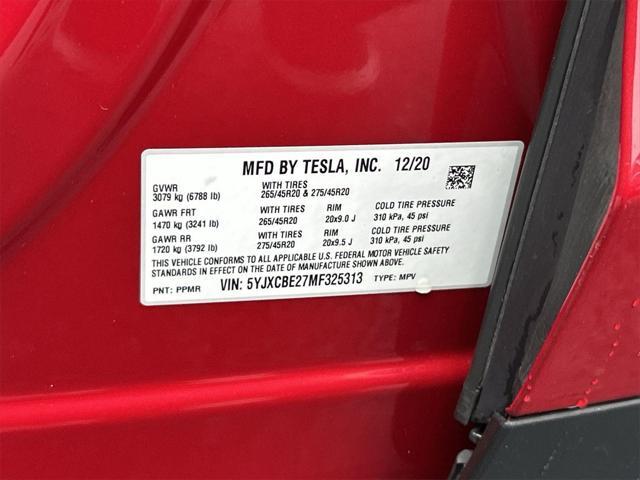 MFD BY TESLA, INC. 12/20
GVWR WITH TIRES
3079 kg (6788 lb) 265/45R20 & 275/45R20
GAWR FRT WITH TIRES RIM COLD TIRE PRESSURE
1470 kg (3241 lb) 265/45R20 20x9.0 J 310 kPa, 45 psi
GAWR RR WITH TIRES RIM COLD TIRE PRESSURE
1720 kg (3792 lb) 275/45R20 20x9.5 J 310 kPa, 45 psi
THIS VEHICLE CONFORMS TO ALL APPLICABLE U.S. FEDERAL MOTOR VEHICLE SAFETY
STANDARDS IN EFFECT ON THE DATE OF MANUFACTURE SHOWN ABOVE.
PNT: PPMR VIN: 5YJXCBE27MF325313 TYPE: MPV